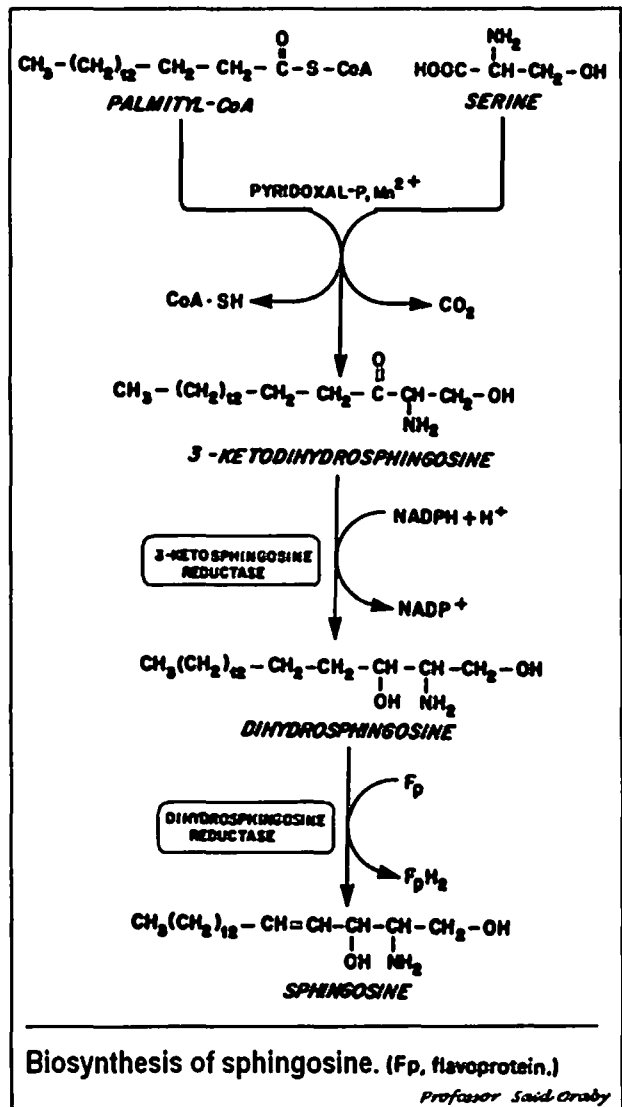 O
NH₂
CH₃–(CH₂)₁₂–CH₂–CH₂–C–S–CoA
HOOC–CH–CH₂–OH
PALMITYL-CoA
SERINE
PYRIDOXAL-P, Mn²⁺
CoA·SH
CO₂
O
CH₃–(CH₂)₁₂–CH₂–CH₂–C–CH–CH₂–OH
NH₂
3-KETODIHYDROSPHINGOSINE
NADPH+H⁺
3-KETOSPHINGOSINE
REDUCTASE
NADP⁺
CH₃(CH₂)₁₂–CH₂–CH₂–CH–CH–CH₂–OH
OH NH₂
DIHYDROSPHINGOSINE
Fp
DIHYDROSPHINGOSINE
REDUCTASE
FpH₂
CH₃(CH₂)₁₂–CH=CH–CH–CH–CH₂–OH
OH NH₂
SPHINGOSINE
Biosynthesis of sphingosine. (Fp, flavoprotein.)
Professor Said Oraby